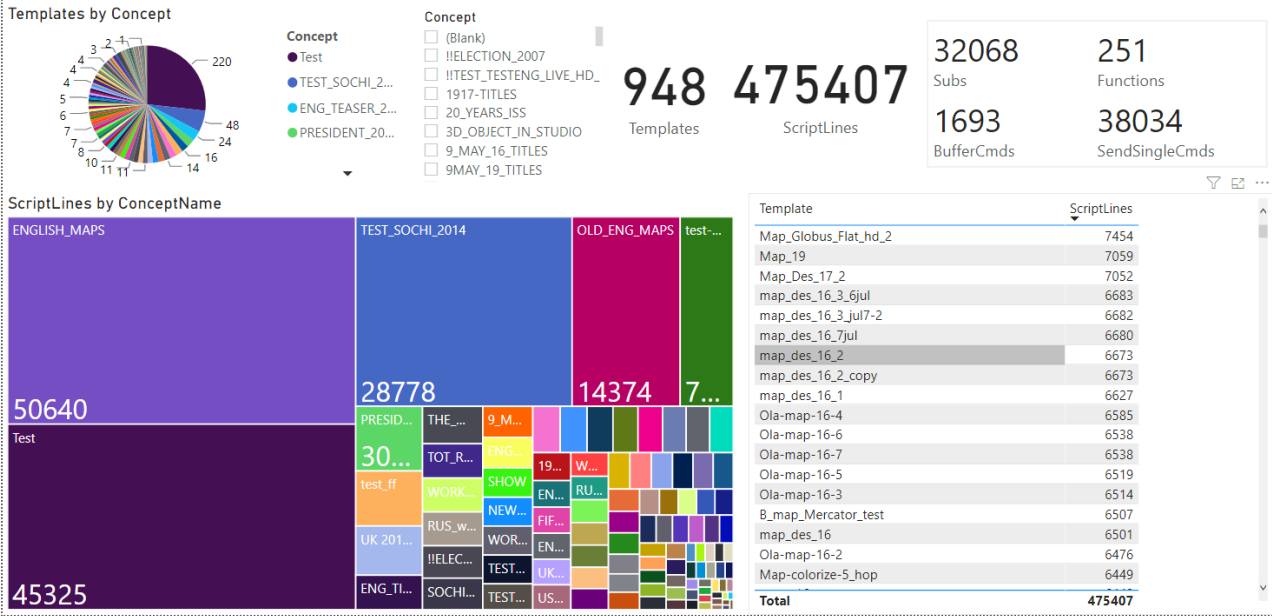 Templates by Concept
1
2
3
4
4
4
5
6
7
7
8
10
11
11
14
16
24
48
220
Concept
Test
TEST_SOCHI_2...
ENG_TEASER_2...
PRESIDENT_20...
Concept
(Blank)
!!ELECTION_2007
!!TEST_TESTENG_LIVE_HD_
1917-TITLES
20_YEARS_ISS
3D_OBJECT_IN_STUDIO
9_MAY_16_TITLES
9MAY_19_TITLES
948
Templates
475407
ScriptLines
32068
Subs
251
Functions
1693
BufferCmds
38034
SendSingleCmds
ScriptLines by ConceptName
ENGLISH_MAPS
50640
Test
45325
TEST_SOCHI_2014
28778
OLD_ENG_MAPS
14374
test-...
7...
PRESID...
30...
test_ff
UK 201...
ENG_TI...
THE_...
TOT_R...
WORK...
RUS_w...
!!ELEC...
SOCHI...
9_M...
ENG...
SHOW
NEW...
WOR...
TEST...
TEST...
19...
EN...
FIF...
EN...
UK...
US...
W...
RU...
Template ScriptLines
Map_Globus_Flat_hd_2 7454
Map_19 7059
Map_Des_17_2 7052
map_des_16_3_6jul 6683
map_des_16_3_jul7-2 6682
map_des_16_7jul 6680
map_des_16_2 6673
map_des_16_2_copy 6673
map_des_16_1 6627
Ola-map-16-4 6585
Ola-map-16-6 6538
Ola-map-16-7 6538
Ola-map-16-5 6519
Ola-map-16-3 6514
B_map_Mercator_test 6507
map_des_16 6501
Ola-map-16-2 6476
Map-colorize-5_hop 6449
Total 475407